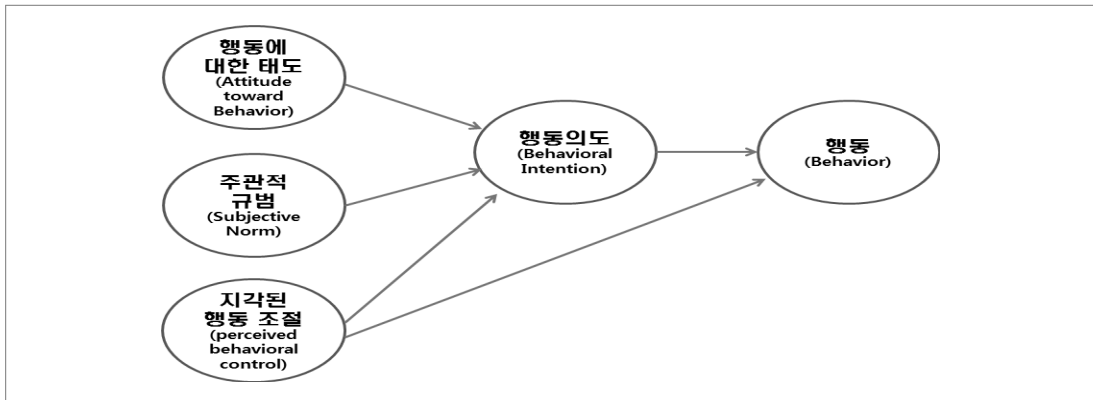 행동에
대한 태도
(Attitude
toward
Behavior)
주관적
규범
(Subjective
Norm)
지각된
행동 조절
(perceived
behavioral
control)
행동의도
(Behavioral
Intention)
행동
(Behavior)